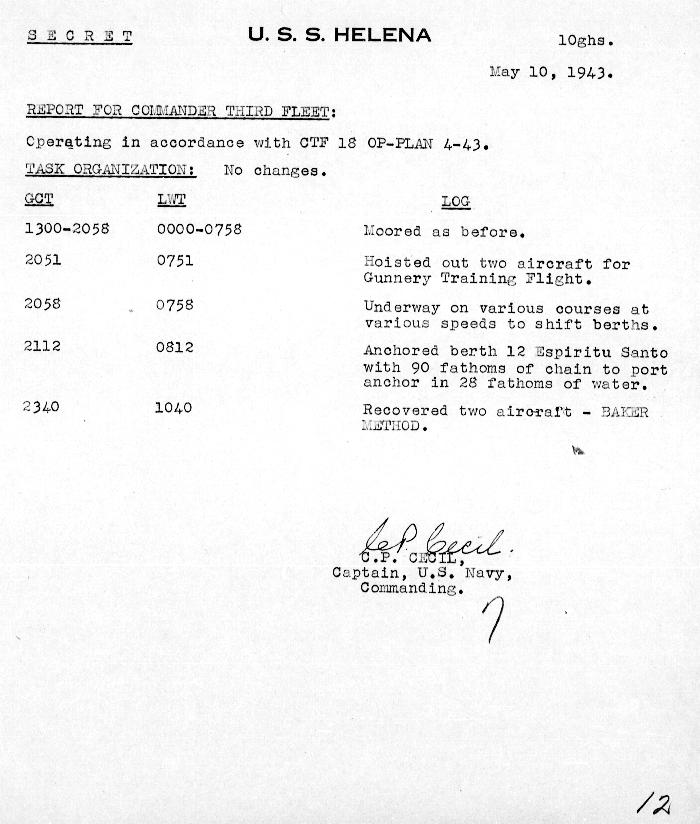 S E C R E T
U. S. S. HELENA
10ghs.
May 10, 1943.
REPORT FOR COMMANDER THIRD FLEET:
Operating in accordance with CTF 18 OP-PLAN 4-43.
TASK ORGANIZATION: No changes.
GCT LWT LOG
1300-2058 0000-0758 Moored as before.
2051 0751 Hoisted out two aircraft for
Gunnery Training Flight.
2058 0758 Underway on various courses at
various speeds to shift berths.
2112 0812 Anchored berth 12 Espiritu Santo
with 90 fathoms of chain to port
anchor in 28 fathoms of water.
2340 1040 Recovered two aircraft - BAKER
METHOD.
C.P. Cecil.
C.P. CECIL,
Captain, U.S. Navy,
Commanding.
7
12